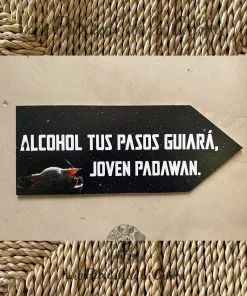 ALCOHOL TUS PASOS GUIARÁ,
JOVEN PADAWAN.